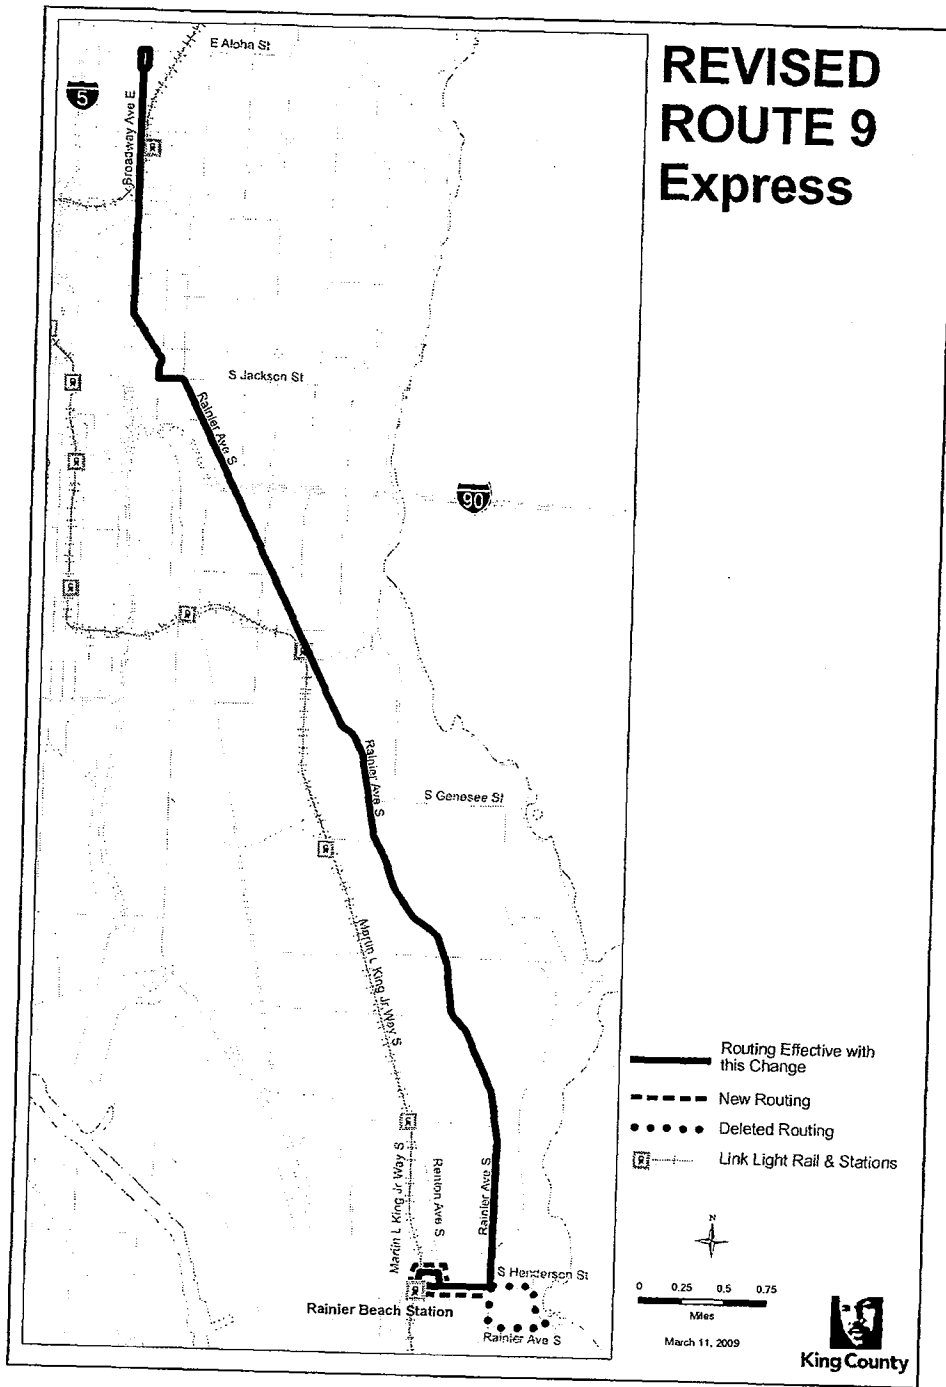 REVISED
ROUTE 9
Express
E Aloha St
5
Broadway Ave E
S Jackson St
Rainier Ave S
90
Rainier Ave S
S Genesee St
Martin L King Jr Way S
Routing Effective with
this Change
New Routing
Deleted Routing
Link Light Rail & Stations
Martin L King Jr Way S
Renton Ave S
Rainier Ave S
S Henderson St
Rainier Beach Station
Rainier Ave S
N
0 0.25 0.5 0.75
Miles
March 11, 2009
King County